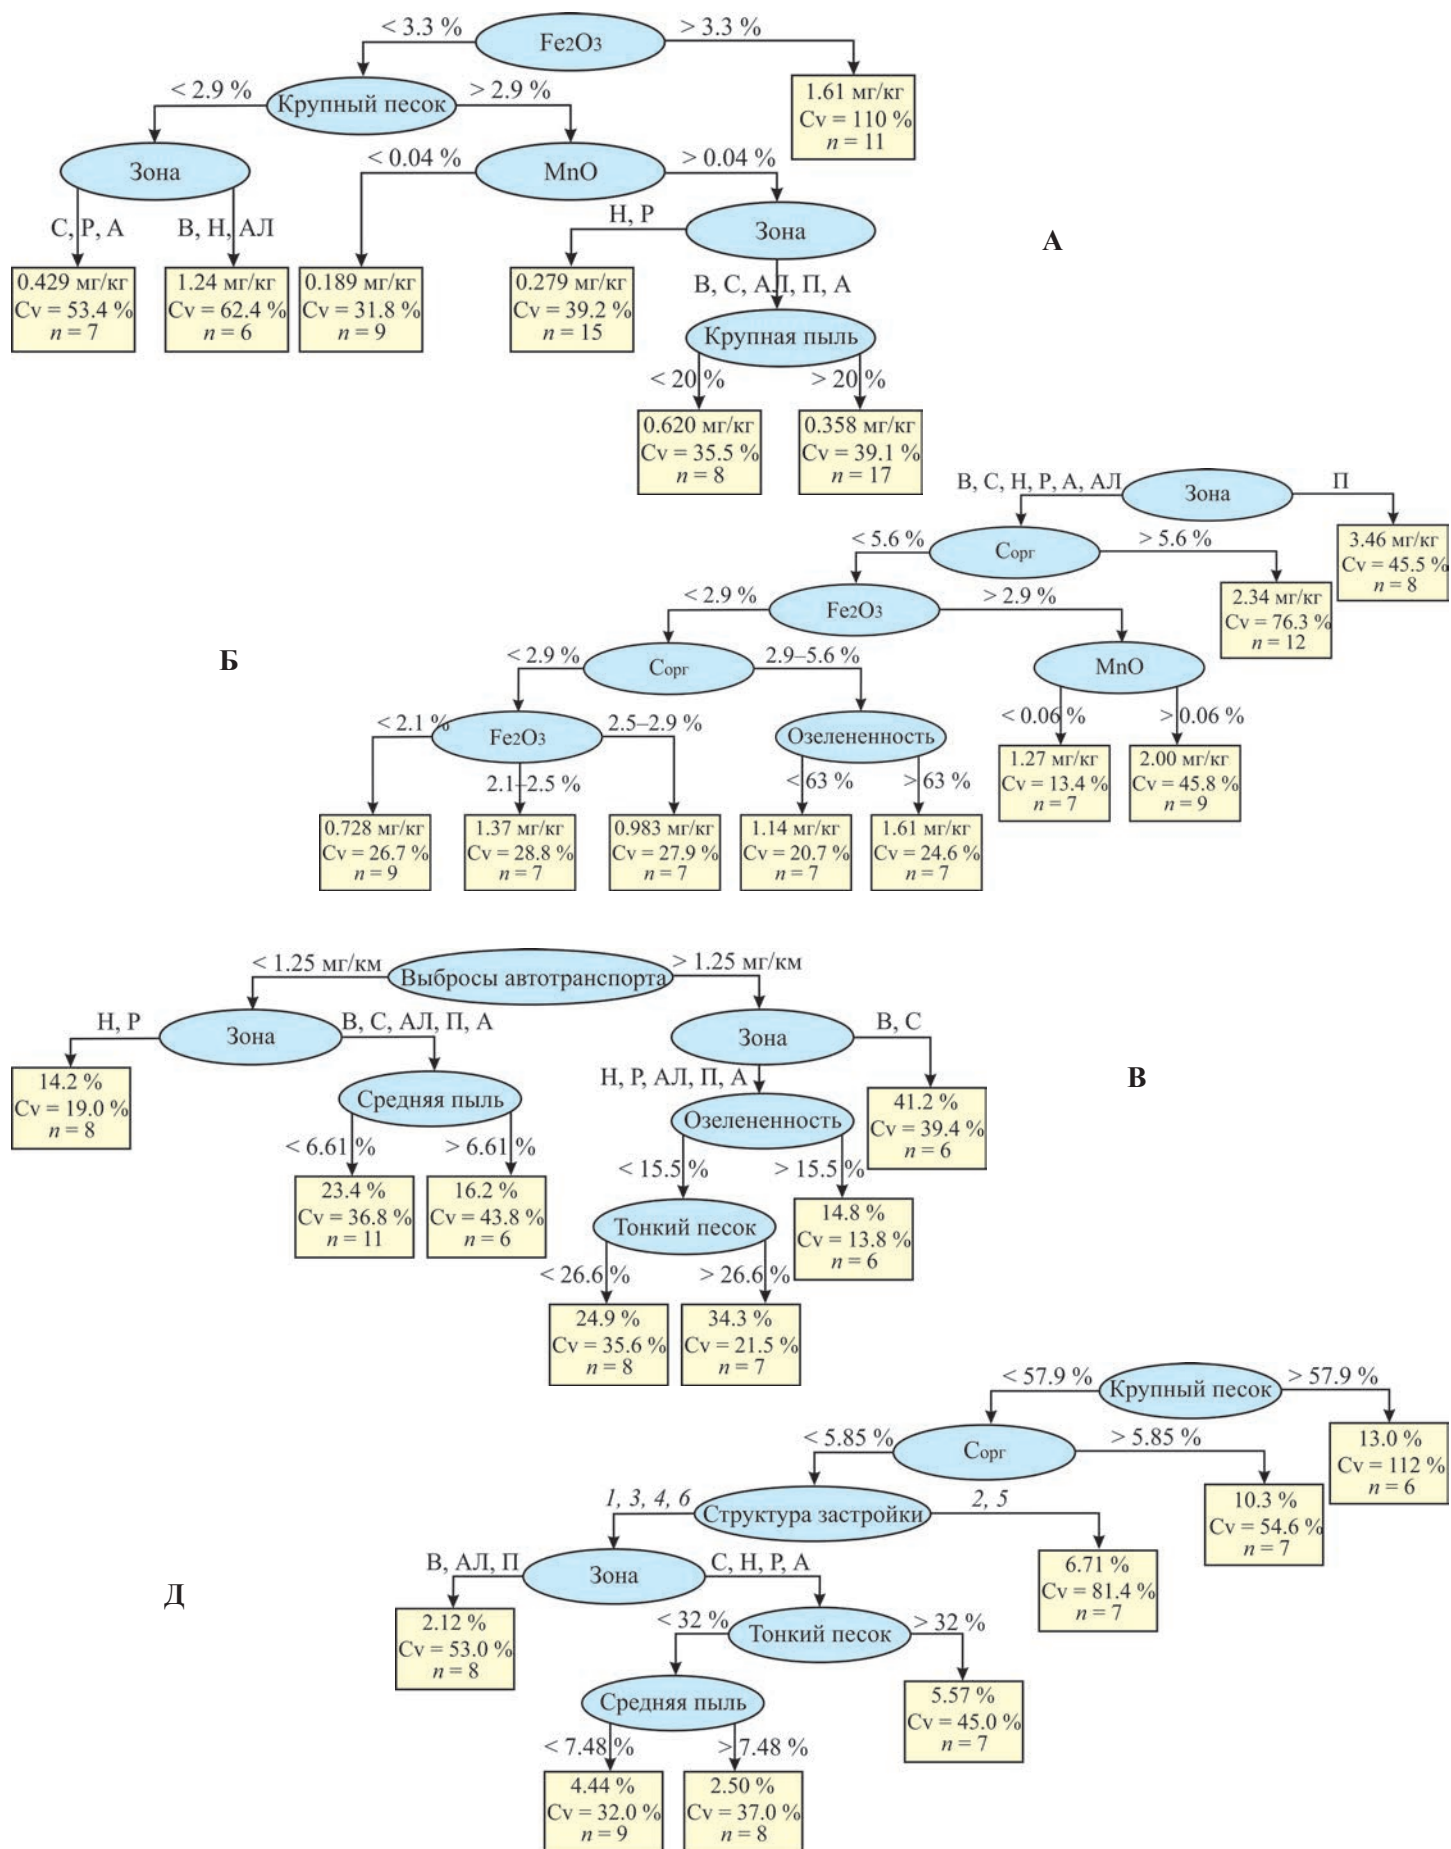 < 3.3 %
Fe2O3
> 3.3 %
1.61 мг/кг
Cv = 110 %
n = 11
< 2.9 %
Крупный песок
> 2.9 %
Зона
< 0.04 %
MnO
> 0.04 %
С, Р, А
В, Н, АЛ
Н, Р
Зона
А
0.429 мг/кг
Cv = 53.4 %
n = 7
1.24 мг/кг
Cv = 62.4 %
n = 6
0.189 мг/кг
Cv = 31.8 %
n = 9
0.279 мг/кг
Cv = 39.2 %
n = 15
В, С, АЛ, П, А
Крупная пыль
< 20 %
> 20 %
0.620 мг/кг
Cv = 35.5 %
n = 8
0.358 мг/кг
Cv = 39.1 %
n = 17
В, С, Н, Р, А, АЛ
Зона
П
3.46 мг/кг
Cv = 45.5 %
n = 8
< 5.6 %
Cорг
> 5.6 %
2.34 мг/кг
Cv = 76.3 %
n = 12
< 2.9 %
Fe2O3
> 2.9 %
Б
< 2.9 %
Cорг
2.9–5.6 %
MnO
< 0.06 %
> 0.06 %
1.27 мг/кг
Cv = 13.4 %
n = 7
2.00 мг/кг
Cv = 45.8 %
n = 9
< 2.1 %
Fe2O3
2.5–2.9 %
2.1–2.5 %
Озелененность
< 63 %
> 63 %
0.728 мг/кг
Cv = 26.7 %
n = 9
1.37 мг/кг
Cv = 28.8 %
n = 7
0.983 мг/кг
Cv = 27.9 %
n = 7
1.14 мг/кг
Cv = 20.7 %
n = 7
1.61 мг/кг
Cv = 24.6 %
n = 7
< 1.25 мг/км
Выбросы автотранспорта
> 1.25 мг/км
Н, Р
Зона
В, С, АЛ, П, А
Зона
В, С
В
14.2 %
Cv = 19.0 %
n = 8
Средняя пыль
< 6.61 %
> 6.61 %
23.4 %
Cv = 36.8 %
n = 11
16.2 %
Cv = 43.8 %
n = 6
Н, Р, АЛ, П, А
Озелененность
41.2 %
Cv = 39.4 %
n = 6
< 15.5 %
> 15.5 %
Тонкий песок
14.8 %
Cv = 13.8 %
n = 6
< 26.6 %
> 26.6 %
24.9 %
Cv = 35.6 %
n = 8
34.3 %
Cv = 21.5 %
n = 7
< 57.9 %
Крупный песок
> 57.9 %
13.0 %
Cv = 112 %
n = 6
< 5.85 %
Cорг
> 5.85 %
10.3 %
Cv = 54.6 %
n = 7
1, 3, 4, 6
Структура застройки
2, 5
6.71 %
Cv = 81.4 %
n = 7
Д
В, АЛ, П
Зона
С, Н, Р, А
2.12 %
Cv = 53.0 %
n = 8
< 32 %
Тонкий песок
> 32 %
5.57 %
Cv = 45.0 %
n = 7
Средняя пыль
< 7.48 %
> 7.48 %
4.44 %
Cv = 32.0 %
n = 9
2.50 %
Cv = 37.0 %
n = 8